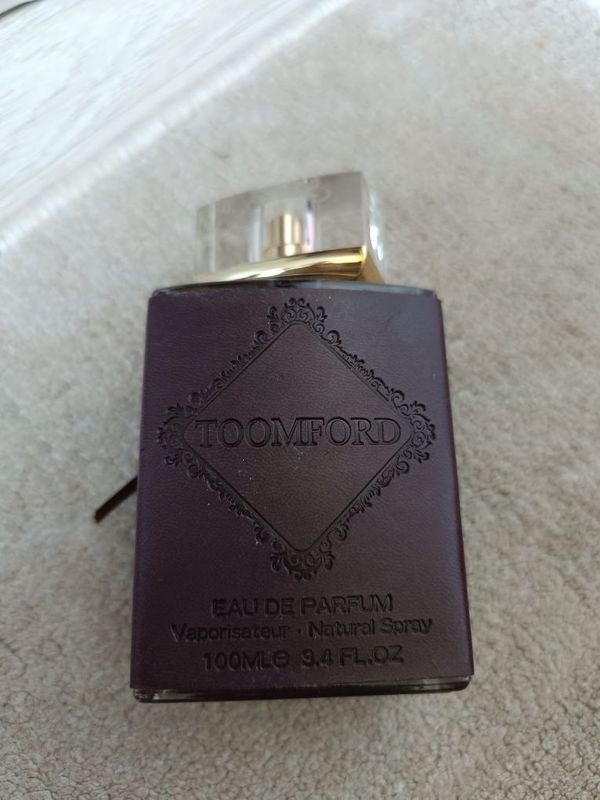 TOOMFORD
EAU DE PARFUM
Vaporisateur · Natural Spray
100ML℮ 3.4 FL.OZ